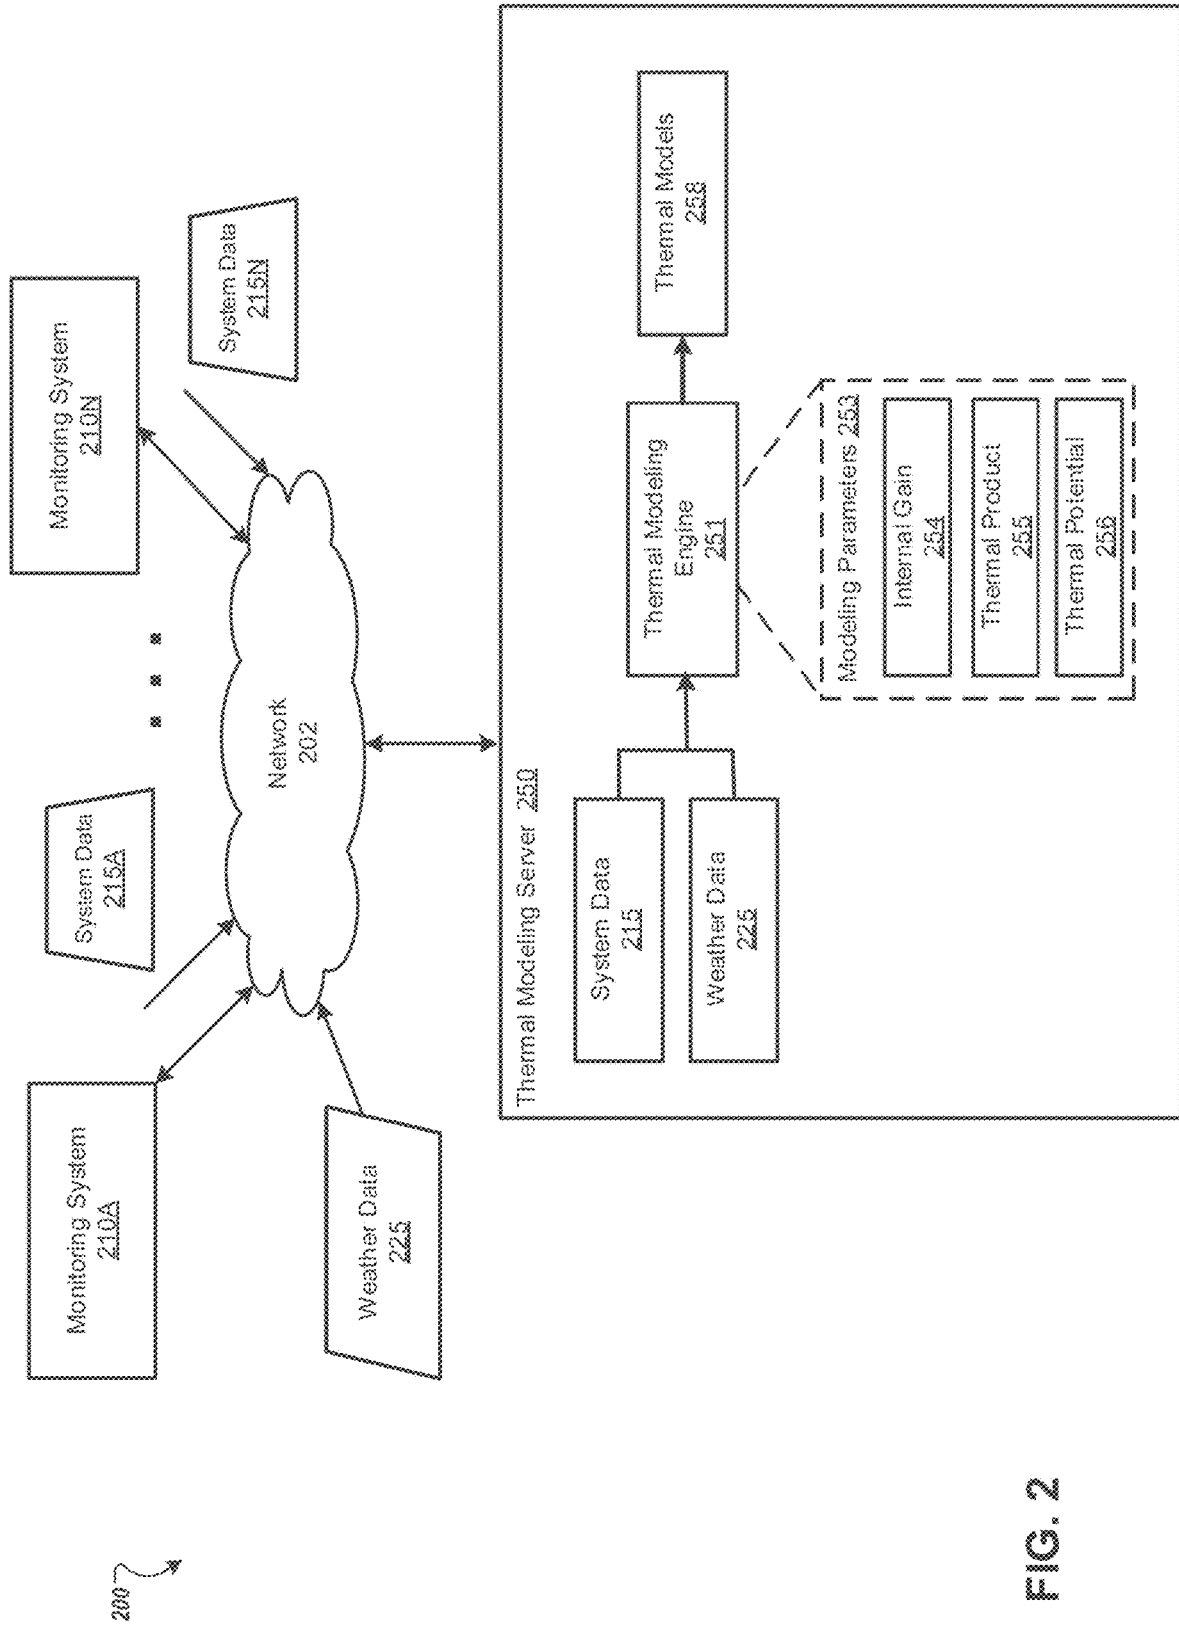 200
Monitoring System
210A
System Data
215A
Monitoring System
210N
System Data
215N
Weather Data
225
Network
202
Thermal Modeling Server 250
System Data
215
Weather Data
225
Thermal Modeling
Engine
251
Thermal Models
258
Modeling Parameters 253
Internal Gain
254
Thermal Product
255
Thermal Potential
256
FIG. 2